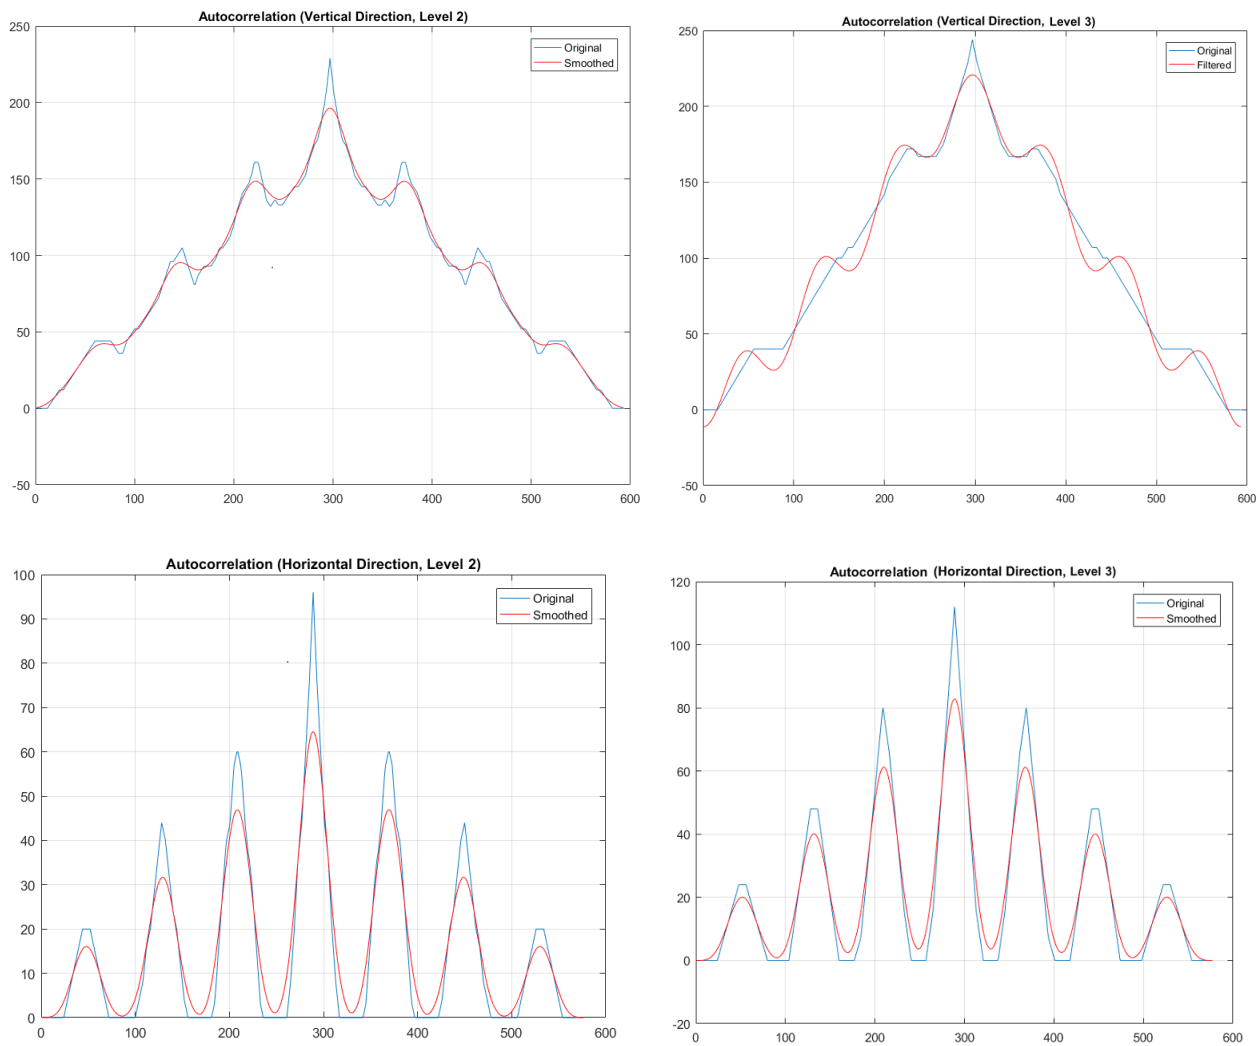 Autocorrelation (Vertical Direction, Level 2)
250
200
150
100
50
0
-50
0 100 200 300 400 500 600
Original
Smoothed
Autocorrelation (Vertical Direction, Level 3)
250
200
150
100
50
0
-50
0 100 200 300 400 500 600
Original
Filtered
Autocorrelation (Horizontal Direction, Level 2)
100
90
80
70
60
50
40
30
20
10
0
0 100 200 300 400 500 600
Original
Smoothed
Autocorrelation (Horizontal Direction, Level 3)
120
100
80
60
40
20
0
-20
0 100 200 300 400 500 600
Original
Smoothed